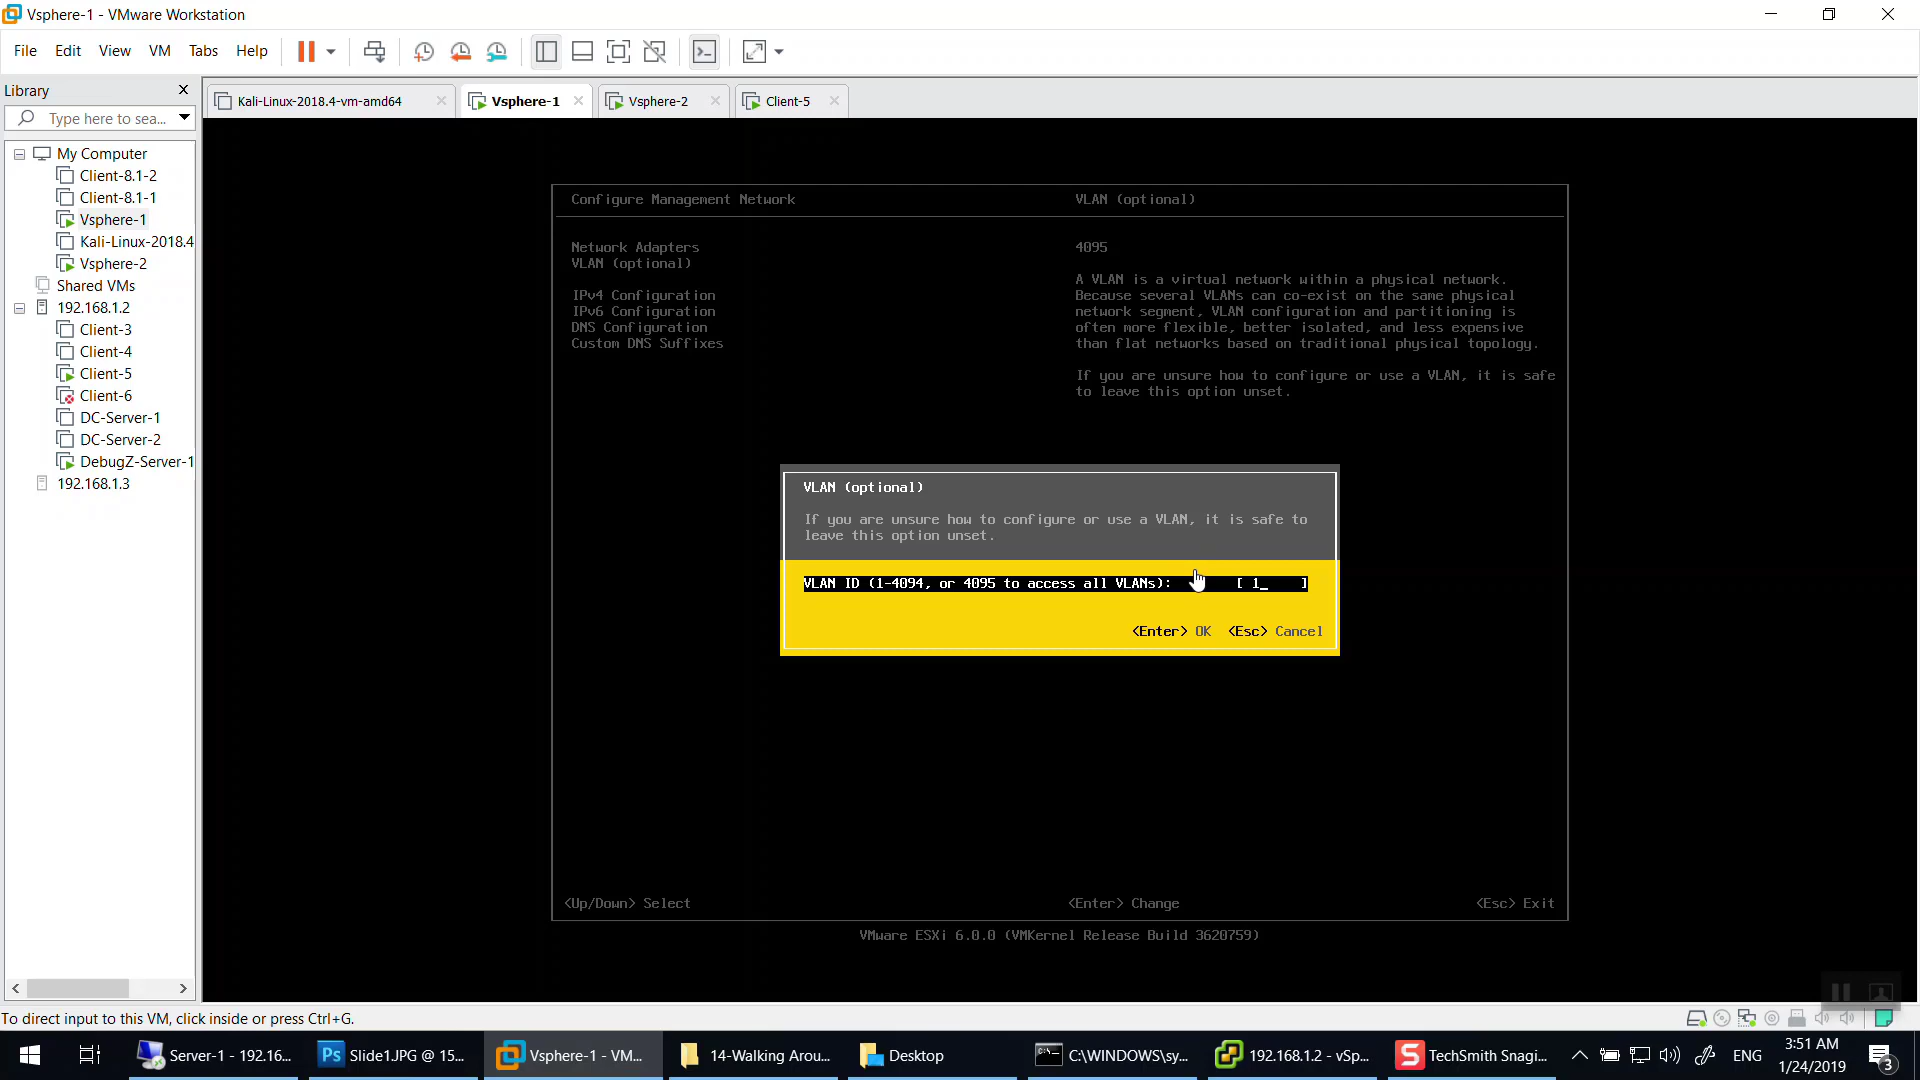 Vsphere-1 - VMware Workstation
File Edit View VM Tabs Help
Library
Type here to sea...
My Computer
Client-8.1-2
Client-8.1-1
Vsphere-1
Kali-Linux-2018.4
Vsphere-2
Shared VMs
192.168.1.2
Client-3
Client-4
Client-5
Client-6
DC-Server-1
DC-Server-2
DebugZ-Server-1
192.168.1.3
Kali-Linux-2018.4-vm-amd64 Vsphere-1 Vsphere-2 Client-5
Configure Management Network VLAN (optional)
Network Adapters
VLAN (optional)
IPv4 Configuration
IPv6 Configuration
DNS Configuration
Custom DNS Suffixes
4095
A VLAN is a virtual network within a physical network.
Because several VLANs can co-exist on the same physical
network segment, VLAN configuration and partitioning is
often more flexible, better isolated, and less expensive
than flat networks based on traditional physical topology.
If you are unsure how to configure or use a VLAN, it is safe
to leave this option unset.
VLAN (optional)
If you are unsure how to configure or use a VLAN, it is safe to
leave this option unset.
VLAN ID (1-4094, or 4095 to access all VLANs): [ 1_ ]
<Enter> OK <Esc> Cancel
<Up/Down> Select <Enter> Change <Esc> Exit
VMware ESXi 6.0.0 (VMKernel Release Build 3620759)
To direct input to this VM, click inside or press Ctrl+G.
Server-1 - 192.16...
Ps Slide1.JPG @ 15...
Vsphere-1 - VM...
14-Walking Arou...
Desktop
C:\WINDOWS\sy...
192.168.1.2 - vSp...
S TechSmith Snagi...
ENG
3:51 AM
1/24/2019
3